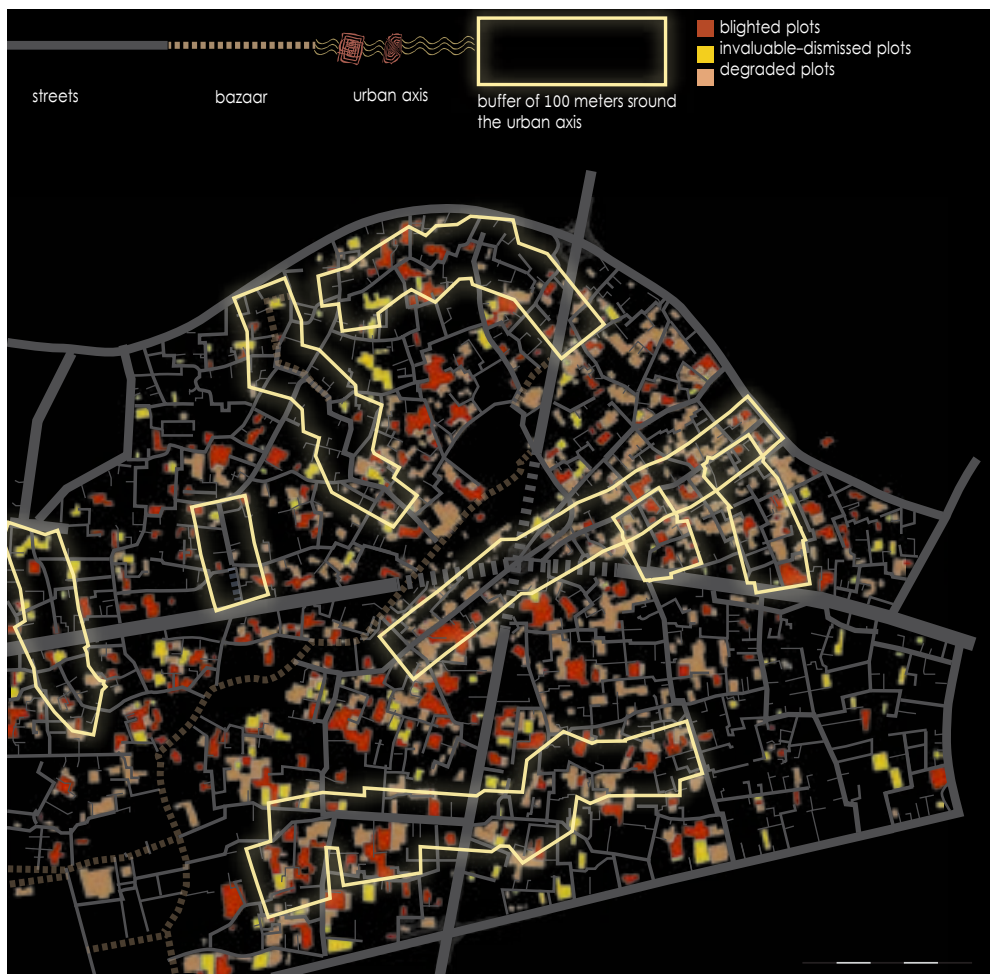 blighted plots
invaluable-dismissed plots
degraded plots
streets
bazaar
urban axis
buffer of 100 meters sround
the urban axis